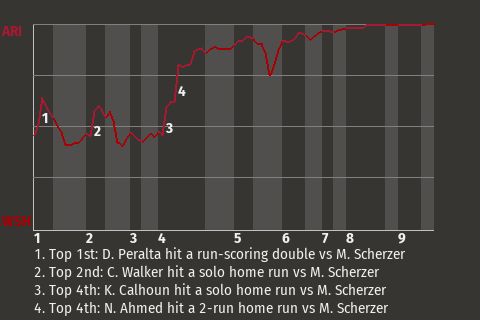 ARI
1
4
2
3
WSH
1 2 3 4 5 6 7 8 9
1. Top 1st: D. Peralta hit a run-scoring double vs M. Scherzer
2. Top 2nd: C. Walker hit a solo home run vs M. Scherzer
3. Top 4th: K. Calhoun hit a solo home run vs M. Scherzer
4. Top 4th: N. Ahmed hit a 2-run home run vs M. Scherzer